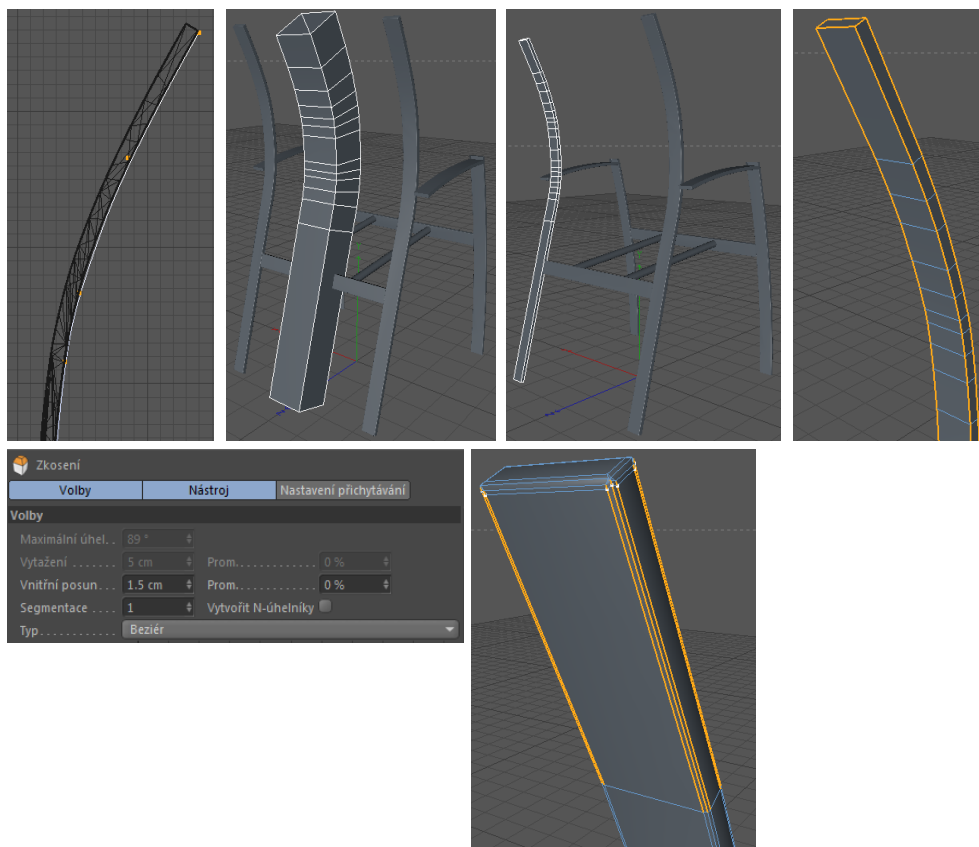 Zkosení
Volby Nástroj Nastavení přichytávání
Volby
Maximální úhel. . 89 °
Vytažení . . . . . . . 5 cm Prom. . . . . . . . . . . . . 0 %
Vnitřní posun. . . 1.5 cm Prom. . . . . . . . . . . . . 0 %
Segmentace . . . . 1 Vytvořit N-úhelníky
Typ. . . . . . . . . . . . Beziér